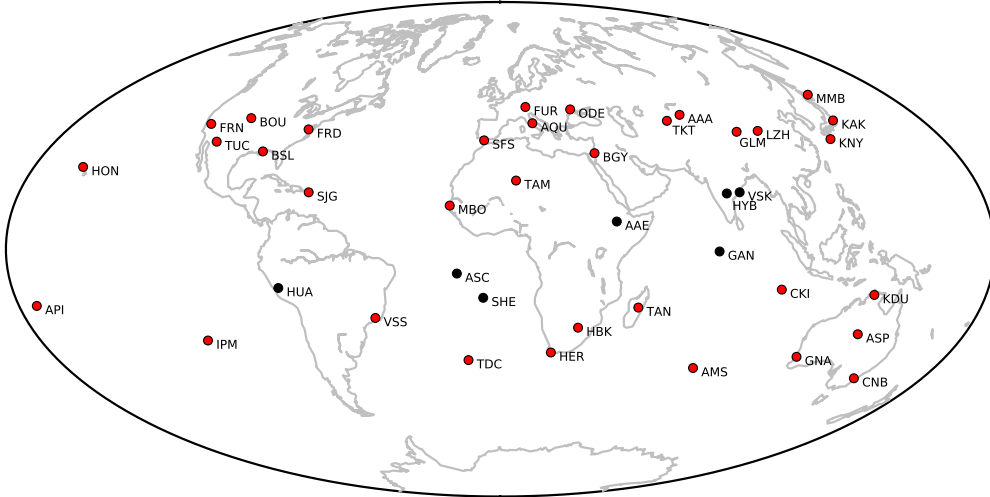 MMB
FUR
ODE
AAA
BOU
FRN
AQU
TKT
KAK
FRD
LZH
GLM
TUC
SFS
KNY
BSL
BGY
HON
TAM
SJG
VSK
HYB
MBO
AAE
GAN
ASC
HUA
CKI
SHE
KDU
API
TAN
VSS
HBK
ASP
IPM
HER
GNA
TDC
AMS
CNB